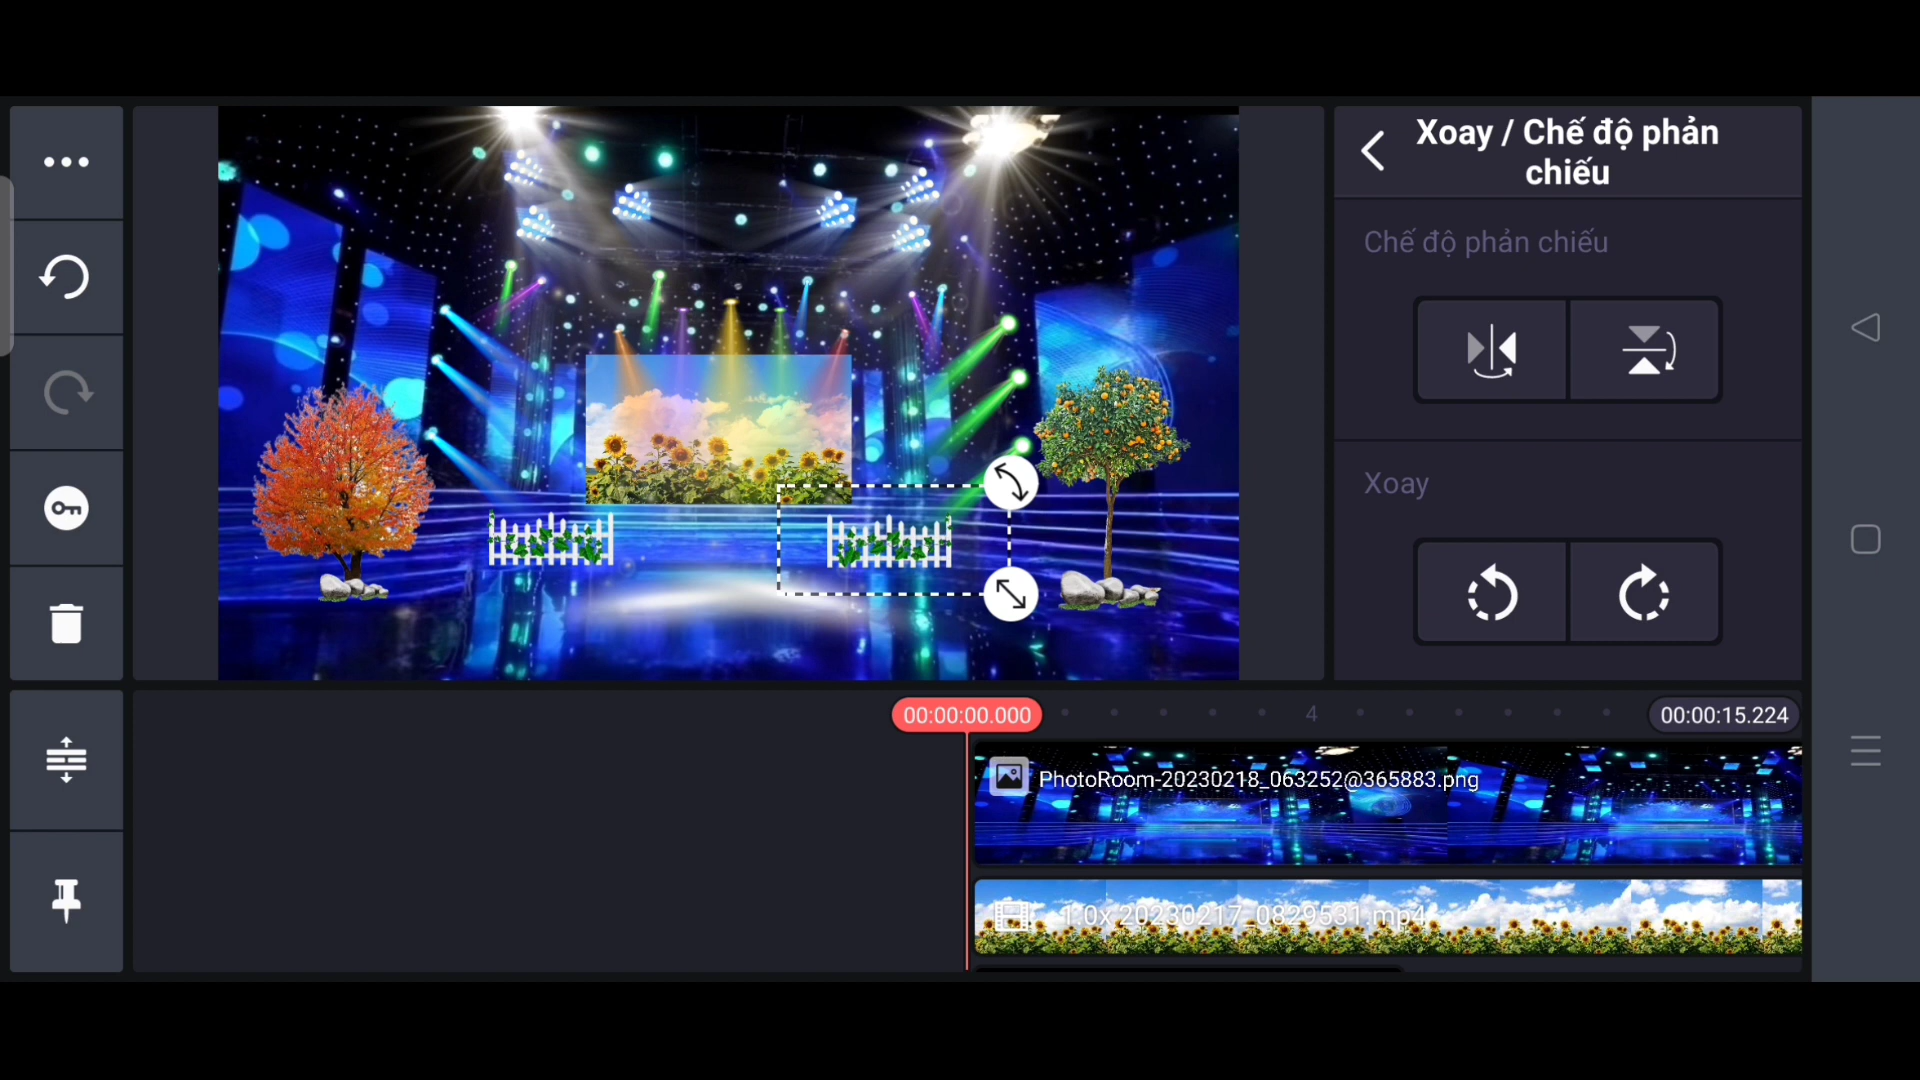 Xoay / Chế độ phản
chiếu
Chế độ phản chiếu
Xoay
00:00:00.000
4
00:00:15.224
PhotoRoom-20230218_063252@365883.png
1.0x 20230217_0829531.mp4